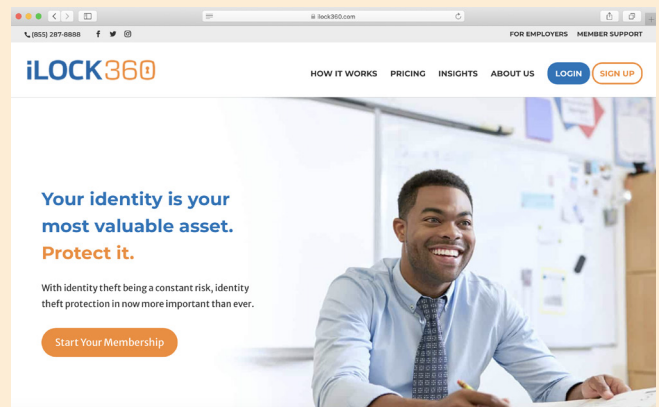 ilock360.com
(855) 287-8888
FOR EMPLOYERS MEMBER SUPPORT
iLOCK360
HOW IT WORKS PRICING INSIGHTS ABOUT US LOGIN SIGN UP
Your identity is your
most valuable asset.
Protect it.
With identity theft being a constant risk, identity
theft protection in now more important than ever.
Start Your Membership